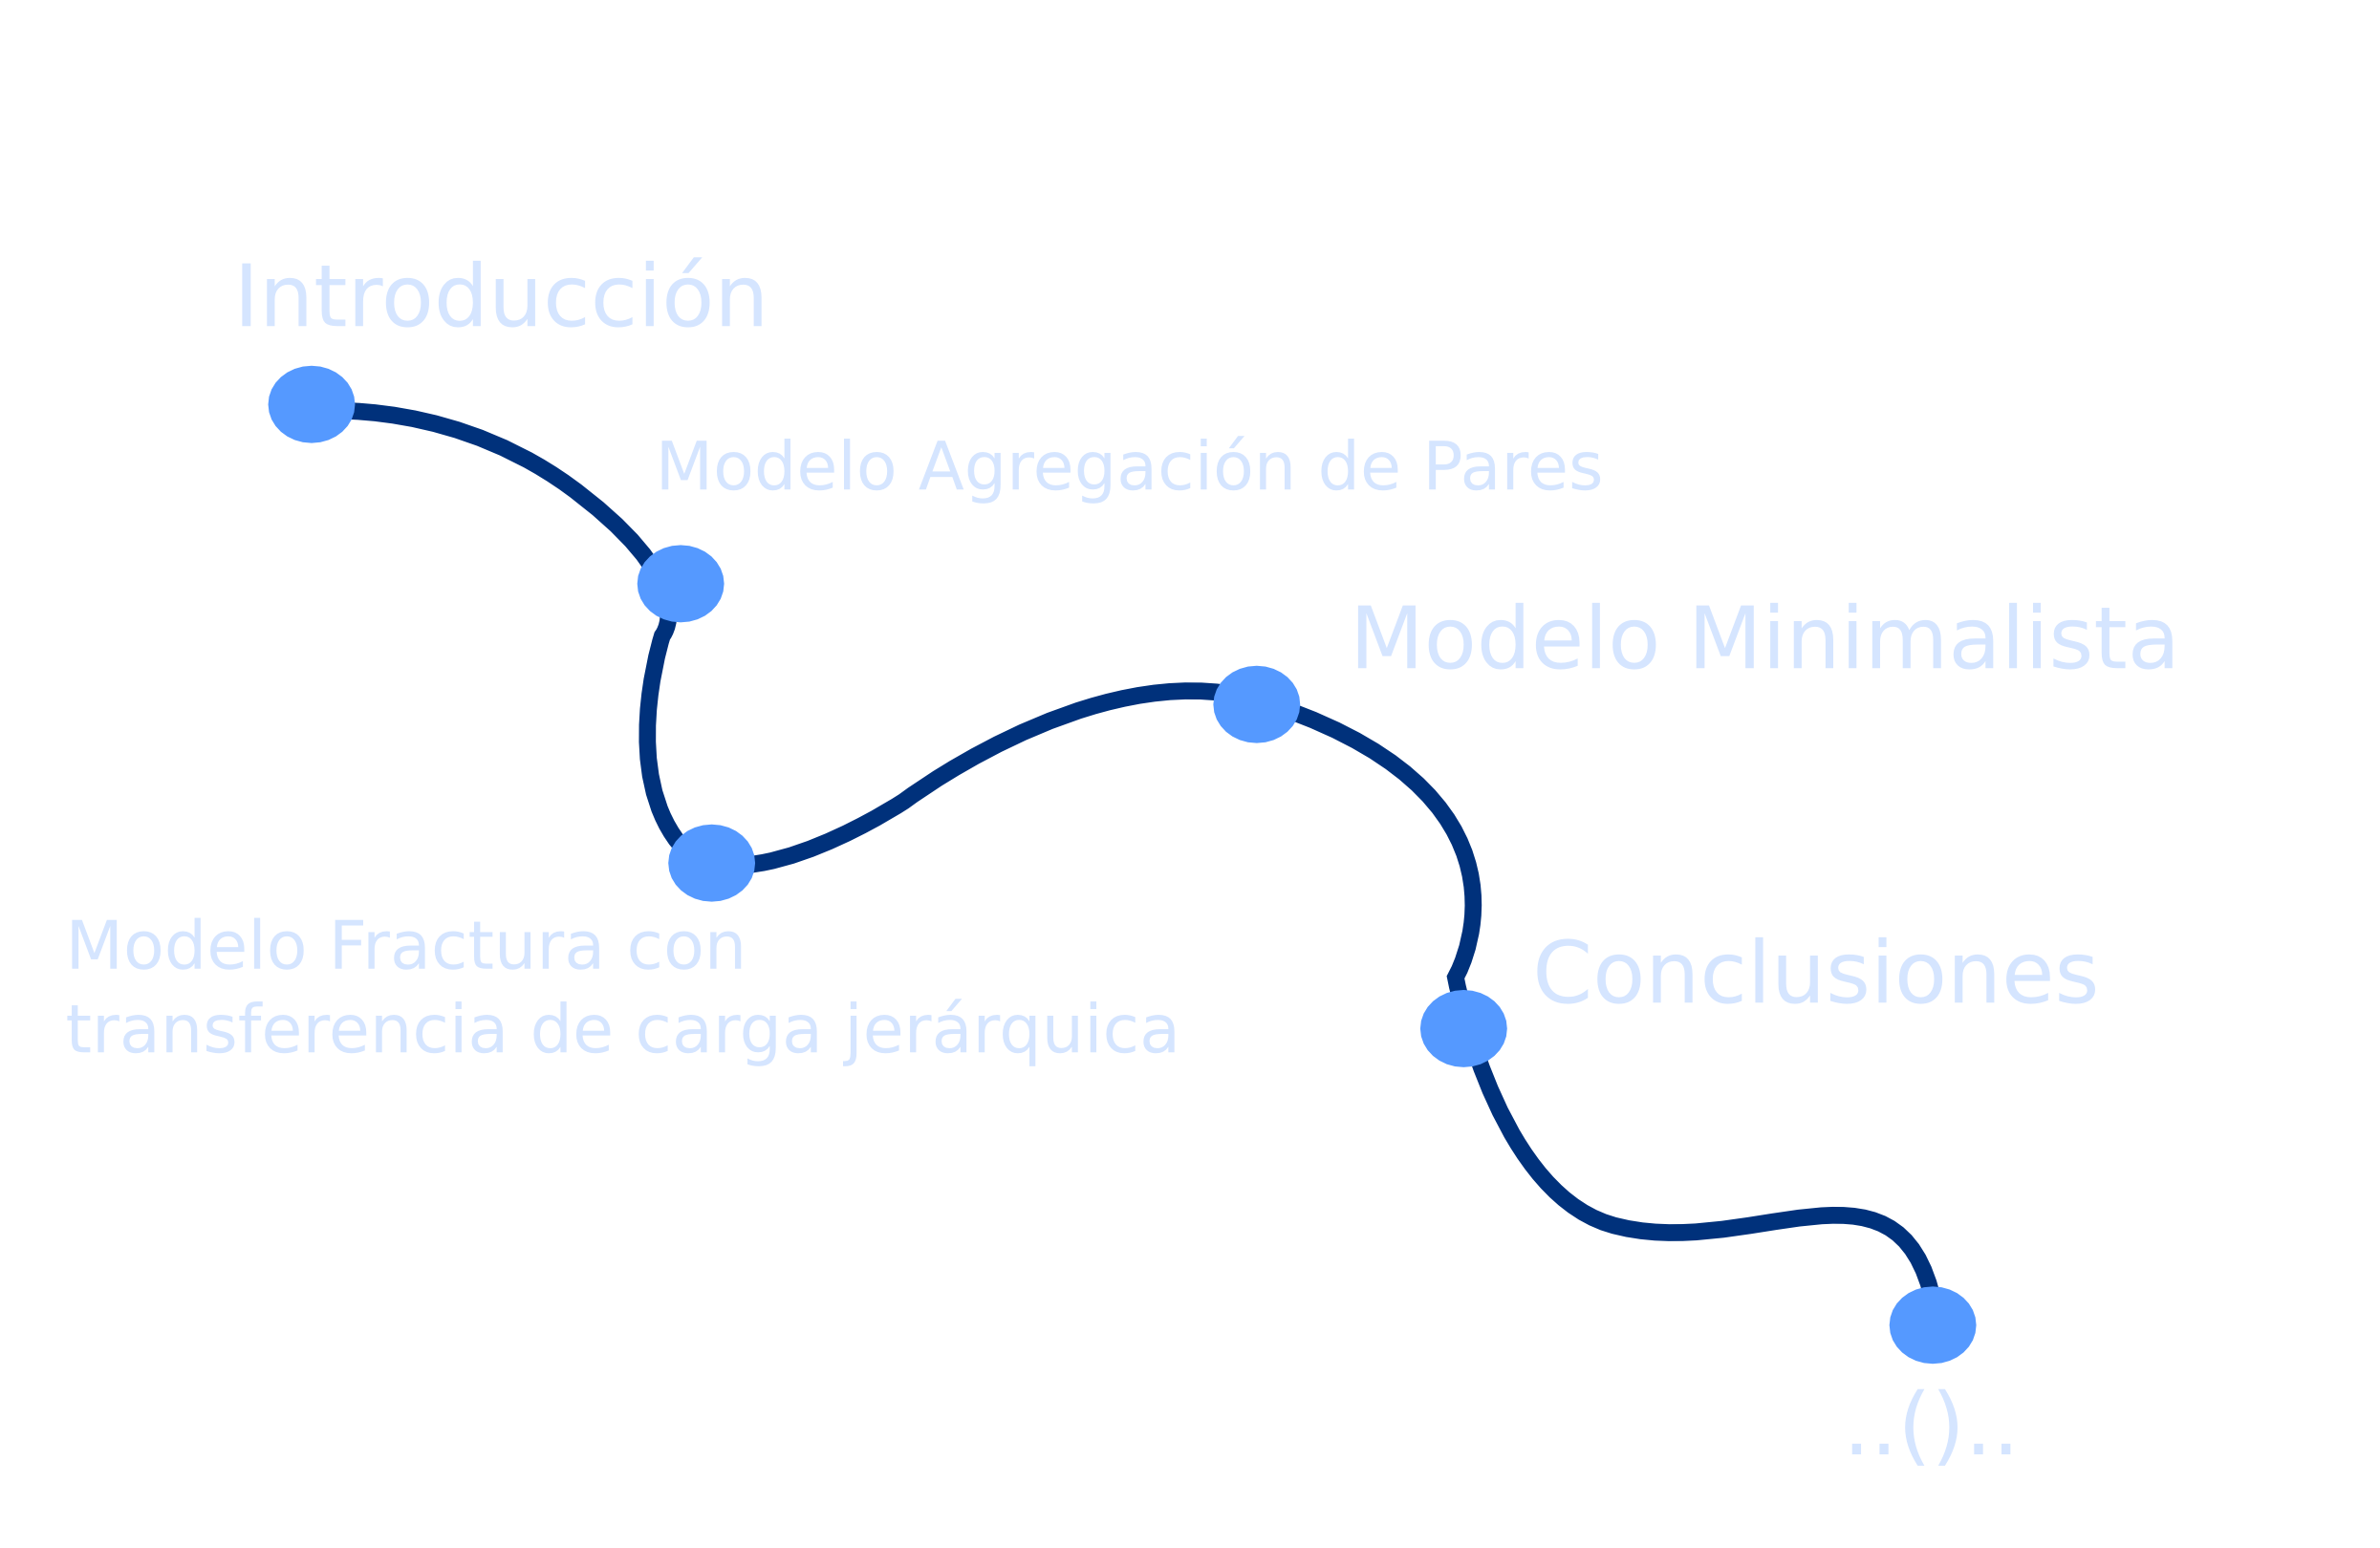 Introducción
Modelo Agregación de Pares
Modelo Minimalista
Modelo Fractura con
transferencia de carga jerárquica
Conclusiones
..()..